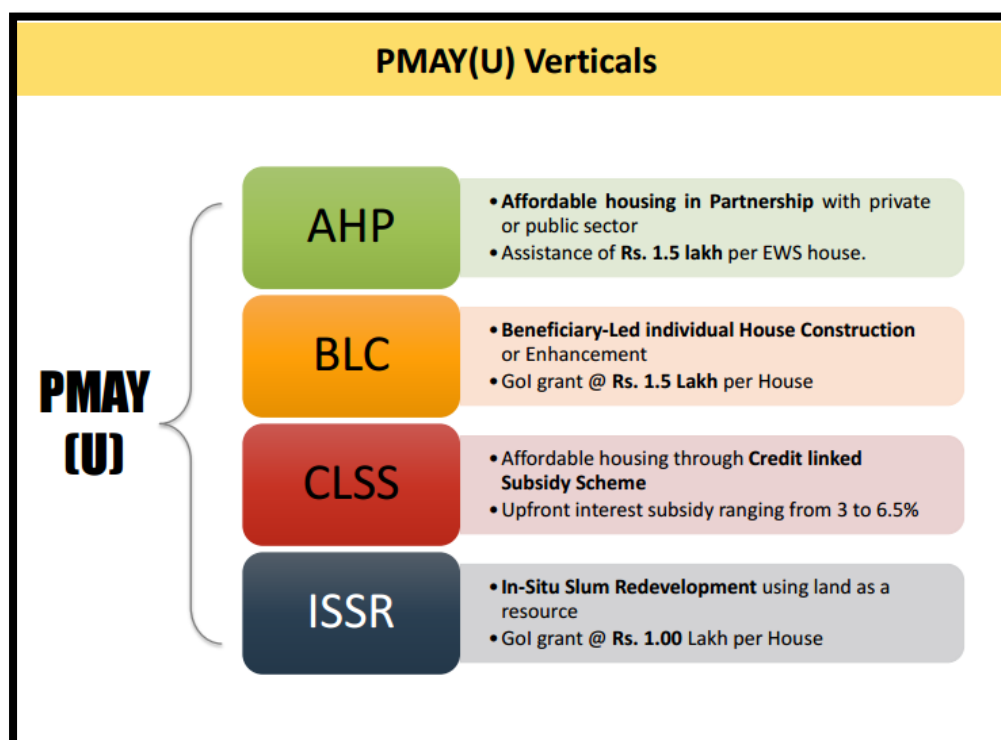 PMAY(U) Verticals
PMAY
(U)
AHP
• Affordable housing in Partnership with private
or public sector
• Assistance of Rs. 1.5 lakh per EWS house.
BLC
• Beneficiary-Led individual House Construction
or Enhancement
• GoI grant @ Rs. 1.5 Lakh per House
CLSS
• Affordable housing through Credit linked
Subsidy Scheme
• Upfront interest subsidy ranging from 3 to 6.5%
ISSR
• In-Situ Slum Redevelopment using land as a
resource
• GoI grant @ Rs. 1.00 Lakh per House